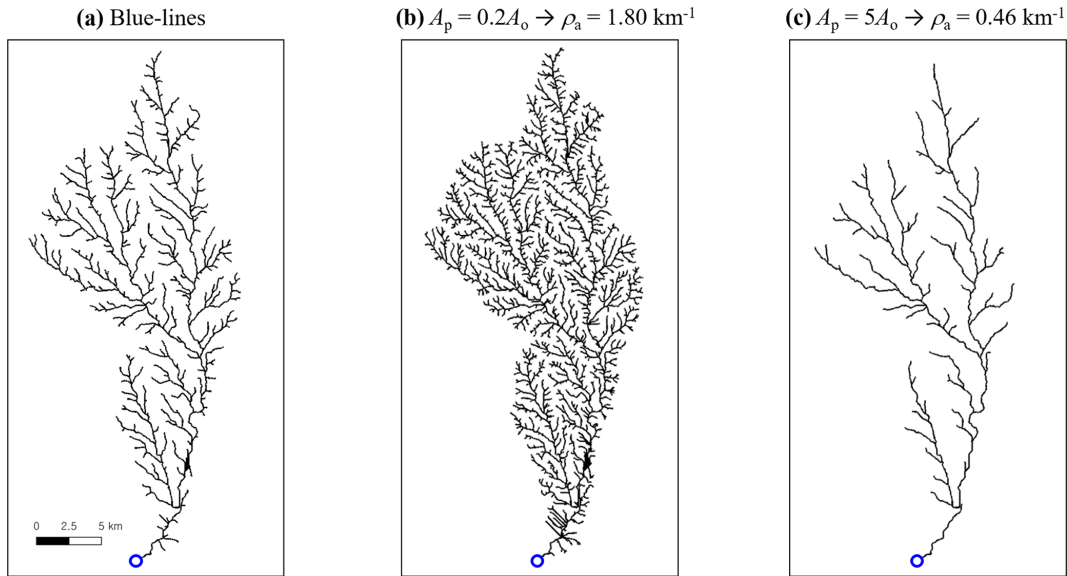 (a) Blue-lines
(b) Aₚ = 0.2Aₒ → ρₐ = 1.80 km⁻¹
(c) Aₚ = 5Aₒ → ρₐ = 0.46 km⁻¹
0 2.5 5 km